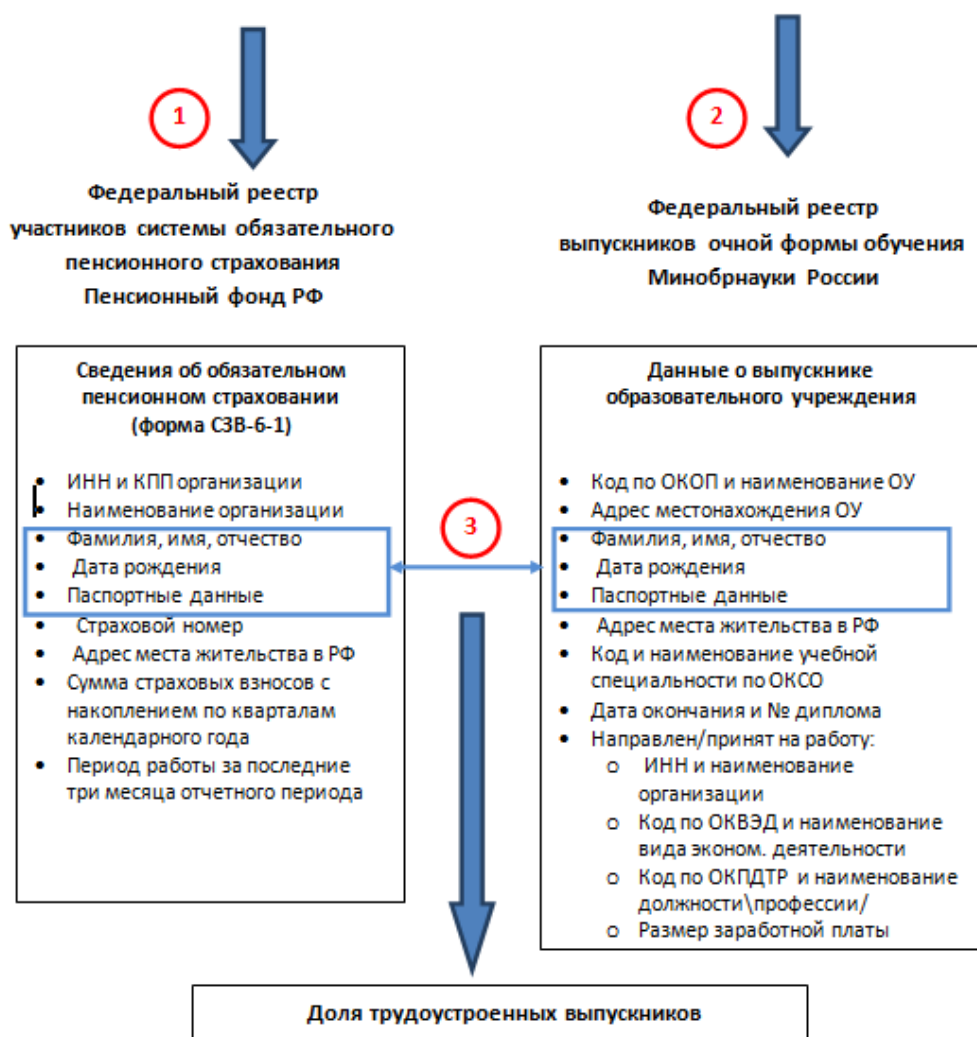 1
Федеральный реестр
участников системы обязательного
пенсионного страхования
Пенсионный фонд РФ
2
Федеральный реестр
выпускников очной формы обучения
Минобрнауки России
Сведения об обязательном
пенсионном страховании
(форма СЗВ-6-1)
• ИНН и КПП организации
• Наименование организации
• Фамилия, имя, отчество
• Дата рождения
• Паспортные данные
• Страховой номер
• Адрес места жительства в РФ
• Сумма страховых взносов с
накоплением по кварталам
календарного года
• Период работы за последние
три месяца отчетного периода
3
Данные о выпускнике
образовательного учреждения
• Код по ОКОП и наименование ОУ
• Адрес местонахождения ОУ
• Фамилия, имя, отчество
• Дата рождения
• Паспортные данные
• Адрес места жительства в РФ
• Код и наименование учебной
специальности по ОКСО
• Дата окончания и № диплома
• Направлен/принят на работу:
o ИНН и наименование
организации
o Код по ОКВЭД и наименование
вида эконом. деятельности
o Код по ОКПДТР и наименование
должности\профессии/
o Размер заработной платы
Доля трудоустроенных выпускников